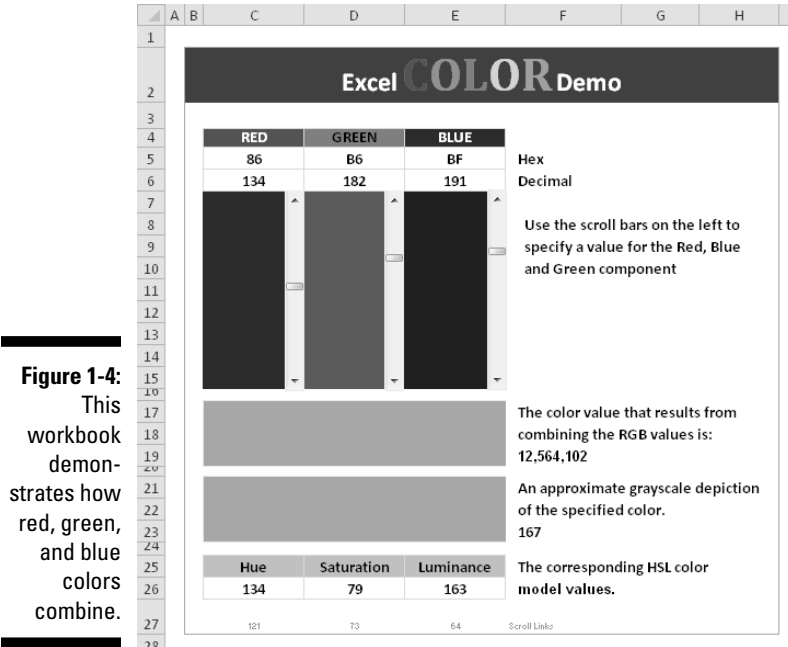 A B C D E F G H
1
2 Excel COLOR Demo
3
4 RED GREEN BLUE
5 86 B6 BF Hex
6 134 182 191 Decimal
7
8 Use the scroll bars on the left to
9 specify a value for the Red, Blue
10 and Green component
11
12
13
14
15
16
17 The color value that results from
18 combining the RGB values is:
19 12,564,102
20
21 An approximate grayscale depiction
22 of the specified color.
23 167
24
25 Hue Saturation Luminance The corresponding HSL color
26 134 79 163 model values.
27 121 73 64 Scroll Links
28
Figure 1-4:
This
workbook
demon-
strates how
red, green,
and blue
colors
combine.